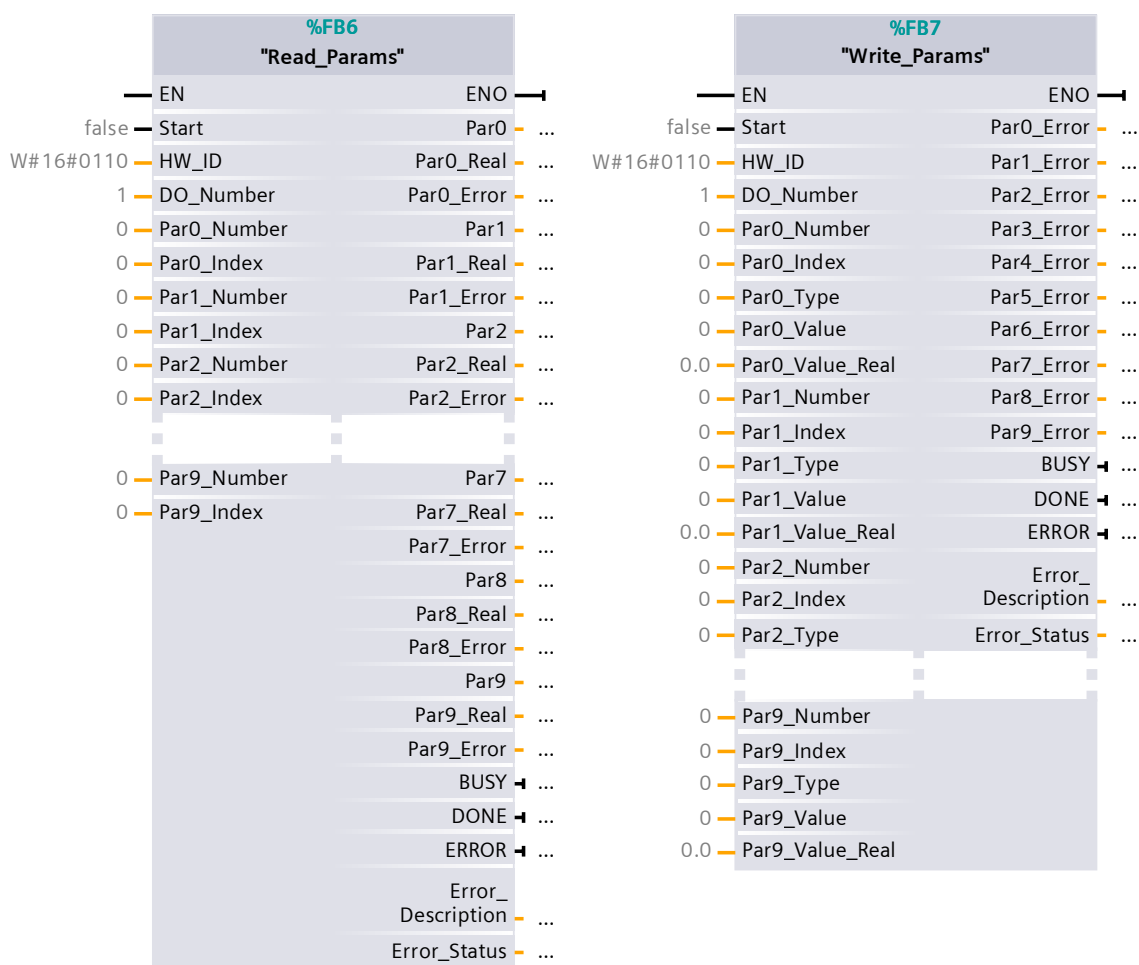 %FB6
"Read_Params"
EN ENO
false Start Par0 ...
W#16#0110 HW_ID Par0_Real ...
1 DO_Number Par0_Error ...
0 Par0_Number Par1 ...
0 Par0_Index Par1_Real ...
0 Par1_Number Par1_Error ...
0 Par1_Index Par2 ...
0 Par2_Number Par2_Real ...
0 Par2_Index Par2_Error ...
0 Par9_Number Par7 ...
0 Par9_Index Par7_Real ...
Par7_Error ...
Par8 ...
Par8_Real ...
Par8_Error ...
Par9 ...
Par9_Real ...
Par9_Error ...
BUSY ...
DONE ...
ERROR ...
Error_
Description ...
Error_Status ...
%FB7
"Write_Params"
EN ENO
false Start Par0_Error ...
W#16#0110 HW_ID Par1_Error ...
1 DO_Number Par2_Error ...
0 Par0_Number Par3_Error ...
0 Par0_Index Par4_Error ...
0 Par0_Type Par5_Error ...
0 Par0_Value Par6_Error ...
0.0 Par0_Value_Real Par7_Error ...
0 Par1_Number Par8_Error ...
0 Par1_Index Par9_Error ...
0 Par1_Type BUSY ...
0 Par1_Value DONE ...
0.0 Par1_Value_Real ERROR ...
0 Par2_Number Error_
0 Par2_Index Description ...
0 Par2_Type Error_Status ...
0 Par9_Number
0 Par9_Index
0 Par9_Type
0 Par9_Value
0.0 Par9_Value_Real